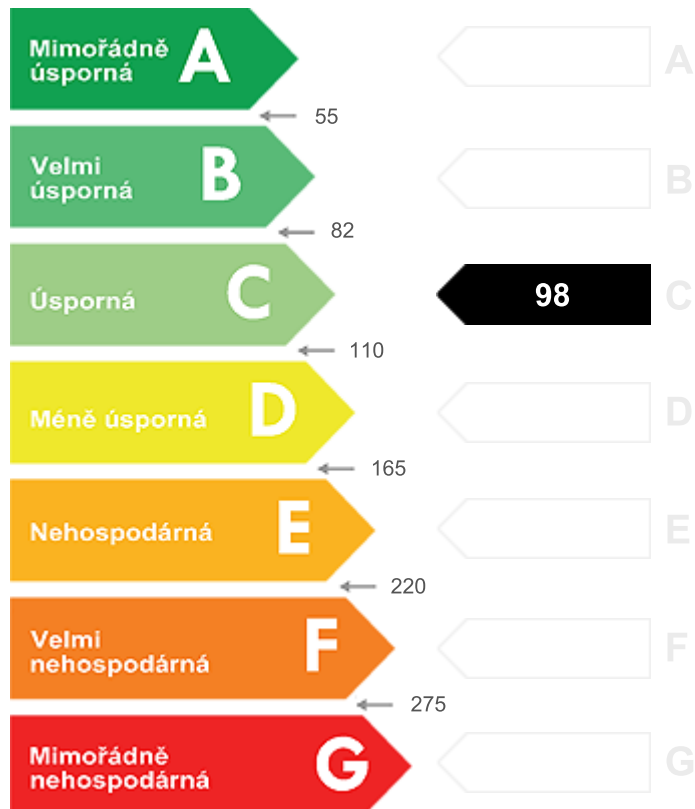 Mimořádně
úsporná
A
A
55
Velmi
úsporná
B
B
82
Úsporná
C
98
C
110
Méně úsporná
D
D
165
Nehospodárná
E
E
220
Velmi
nehospodárná
F
F
275
Mimořádně
nehospodárná
G
G